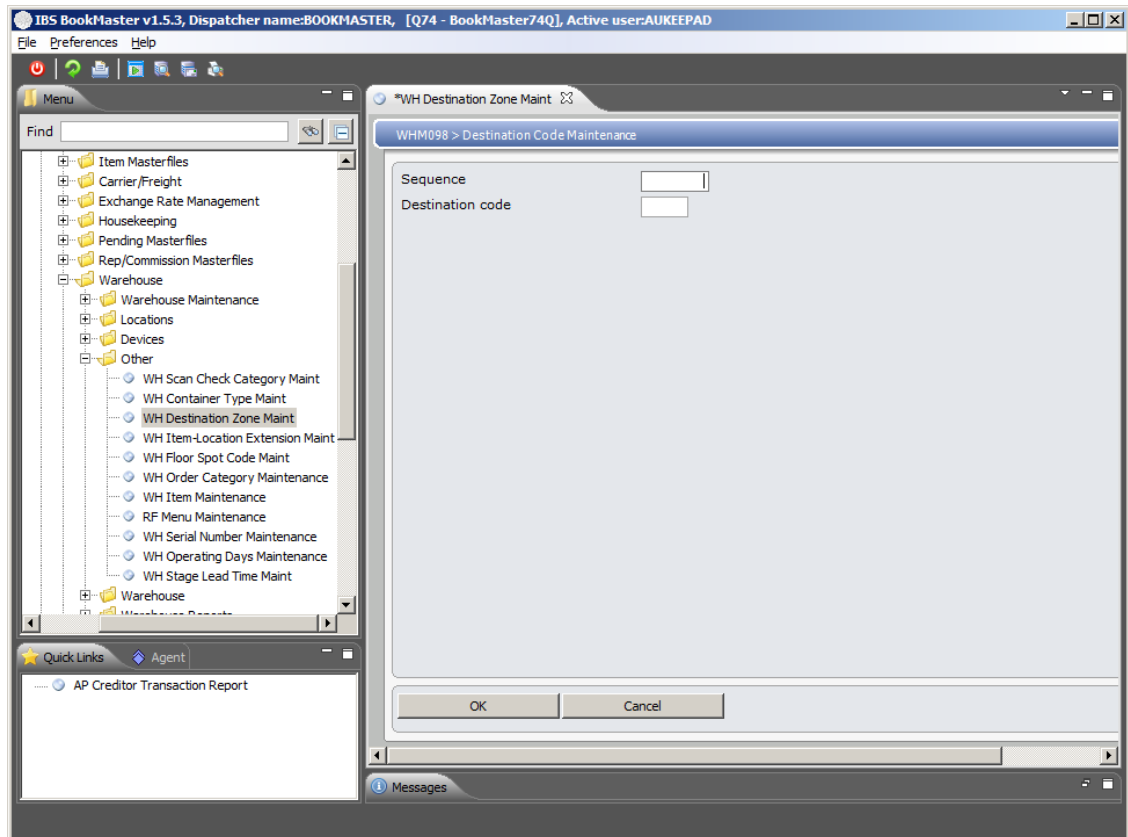 IBS BookMaster v1.5.3, Dispatcher name:BOOKMASTER, [Q74 - BookMaster74Q], Active user:AUKEEPAD
File Preferences Help
Menu
*WH Destination Zone Maint
Find
WHM098 > Destination Code Maintenance
Item Masterfiles
Carrier/Freight
Exchange Rate Management
Housekeeping
Pending Masterfiles
Rep/Commission Masterfiles
Warehouse
Warehouse Maintenance
Locations
Devices
Other
WH Scan Check Category Maint
WH Container Type Maint
WH Destination Zone Maint
WH Item-Location Extension Maint
WH Floor Spot Code Maint
WH Order Category Maintenance
WH Item Maintenance
RF Menu Maintenance
WH Serial Number Maintenance
WH Operating Days Maintenance
WH Stage Lead Time Maint
Warehouse
Warehouse Reports
Sequence
Destination code
Quick Links Agent
AP Creditor Transaction Report
OK Cancel
Messages